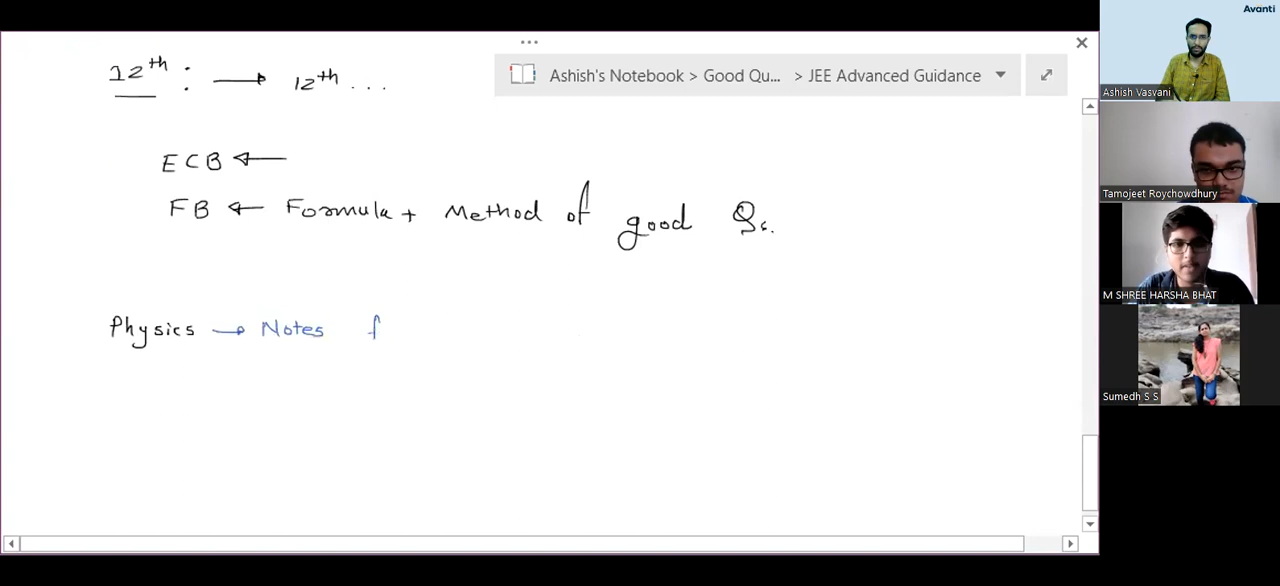 Avanti
12th : → 12th ...
Ashish's Notebook > Good Qu... > JEE Advanced Guidance
Ashish Vasvani
ECB ←
FB ← Formula + Method of good Qs.
Tamojeet Roychowdhury
M SHREE HARSHA BHAT
Physics → Notes f
Sumedh S S